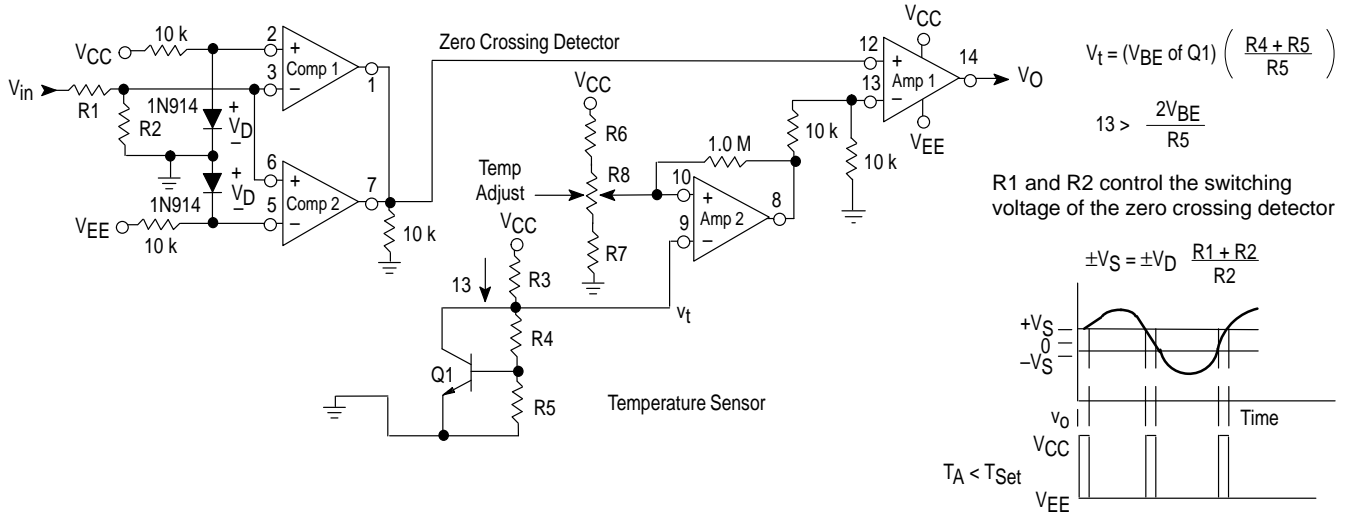 10 k
VCC
2
+
3
–
Comp 1
1
Vin
R1
1N914
+
VD
–
R2
6
+
5
–
Comp 2
7
+
VD
–
1N914
VEE
10 k
10 k
Zero Crossing Detector
VCC
R6
Temp
Adjust
R8
R7
1.0 M
10
+
9
–
Amp 2
8
10 k
10 k
12
+
13
–
Amp 1
14
VCC
VEE
VO
VCC
R3
13
vt
R4
Q1
R5
Temperature Sensor
Vt = (VBE of Q1) ( R4 + R5 / R5 )
13 > 2VBE / R5
R1 and R2 control the switching
voltage of the zero crossing detector
±VS = ±VD R1 + R2 / R2
+VS
0
–VS
vo
Time
VCC
TA < TSet
VEE